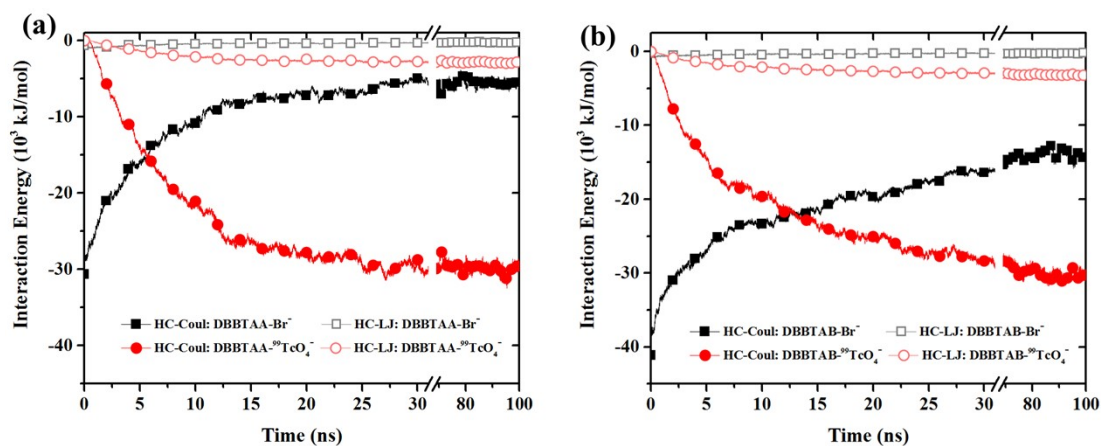 (a)
Interaction Energy (10³ kJ/mol)
0
-10
-20
-30
-40
HC-Coul: DBBTAA-Br⁻
HC-LJ: DBBTAA-Br⁻
HC-Coul: DBBTAA-⁹⁹TcO₄⁻
HC-LJ: DBBTAA-⁹⁹TcO₄⁻
0 5 10 15 20 25 30 80 100
Time (ns)
(b)
Interaction Energy (10³ kJ/mol)
0
-10
-20
-30
-40
HC-Coul: DBBTAB-Br⁻
HC-LJ: DBBTAB-Br⁻
HC-Coul: DBBTAB-⁹⁹TcO₄⁻
HC-LJ: DBBTAB-⁹⁹TcO₄⁻
0 5 10 15 20 25 30 80 100
Time (ns)